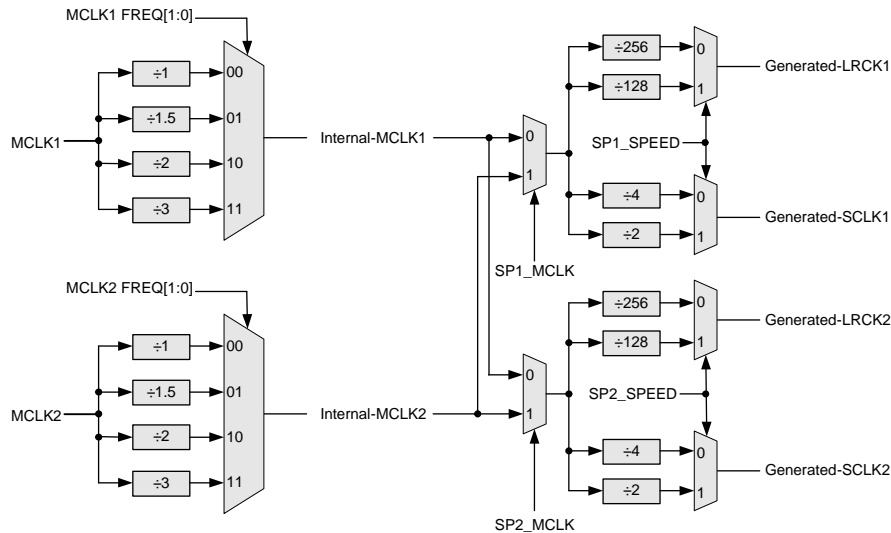 MCLK1 FREQ[1:0]
MCLK1
÷1
00
÷1.5
01
÷2
10
÷3
11
Internal-MCLK1
0
1
SP1_MCLK
÷256
0
÷128
1
Generated-LRCK1
SP1_SPEED
÷4
0
÷2
1
Generated-SCLK1
MCLK2 FREQ[1:0]
MCLK2
÷1
00
÷1.5
01
÷2
10
÷3
11
Internal-MCLK2
0
1
SP2_MCLK
÷256
0
÷128
1
Generated-LRCK2
SP2_SPEED
÷4
0
÷2
1
Generated-SCLK2